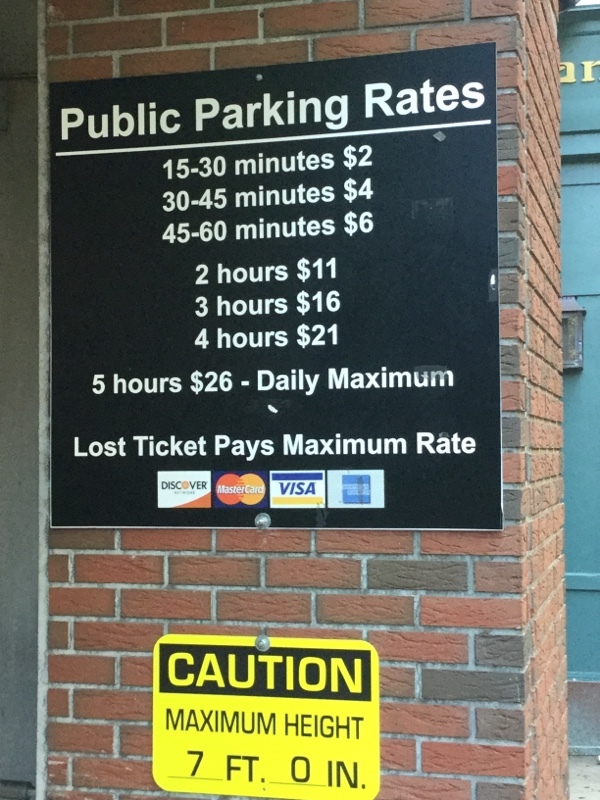 Public Parking Rates
15-30 minutes $2
30-45 minutes $4
45-60 minutes $6
2 hours $11
3 hours $16
4 hours $21
5 hours $26 - Daily Maximum
Lost Ticket Pays Maximum Rate
DISCOVER MasterCard VISA
CAUTION
MAXIMUM HEIGHT
7 FT. 0 IN.